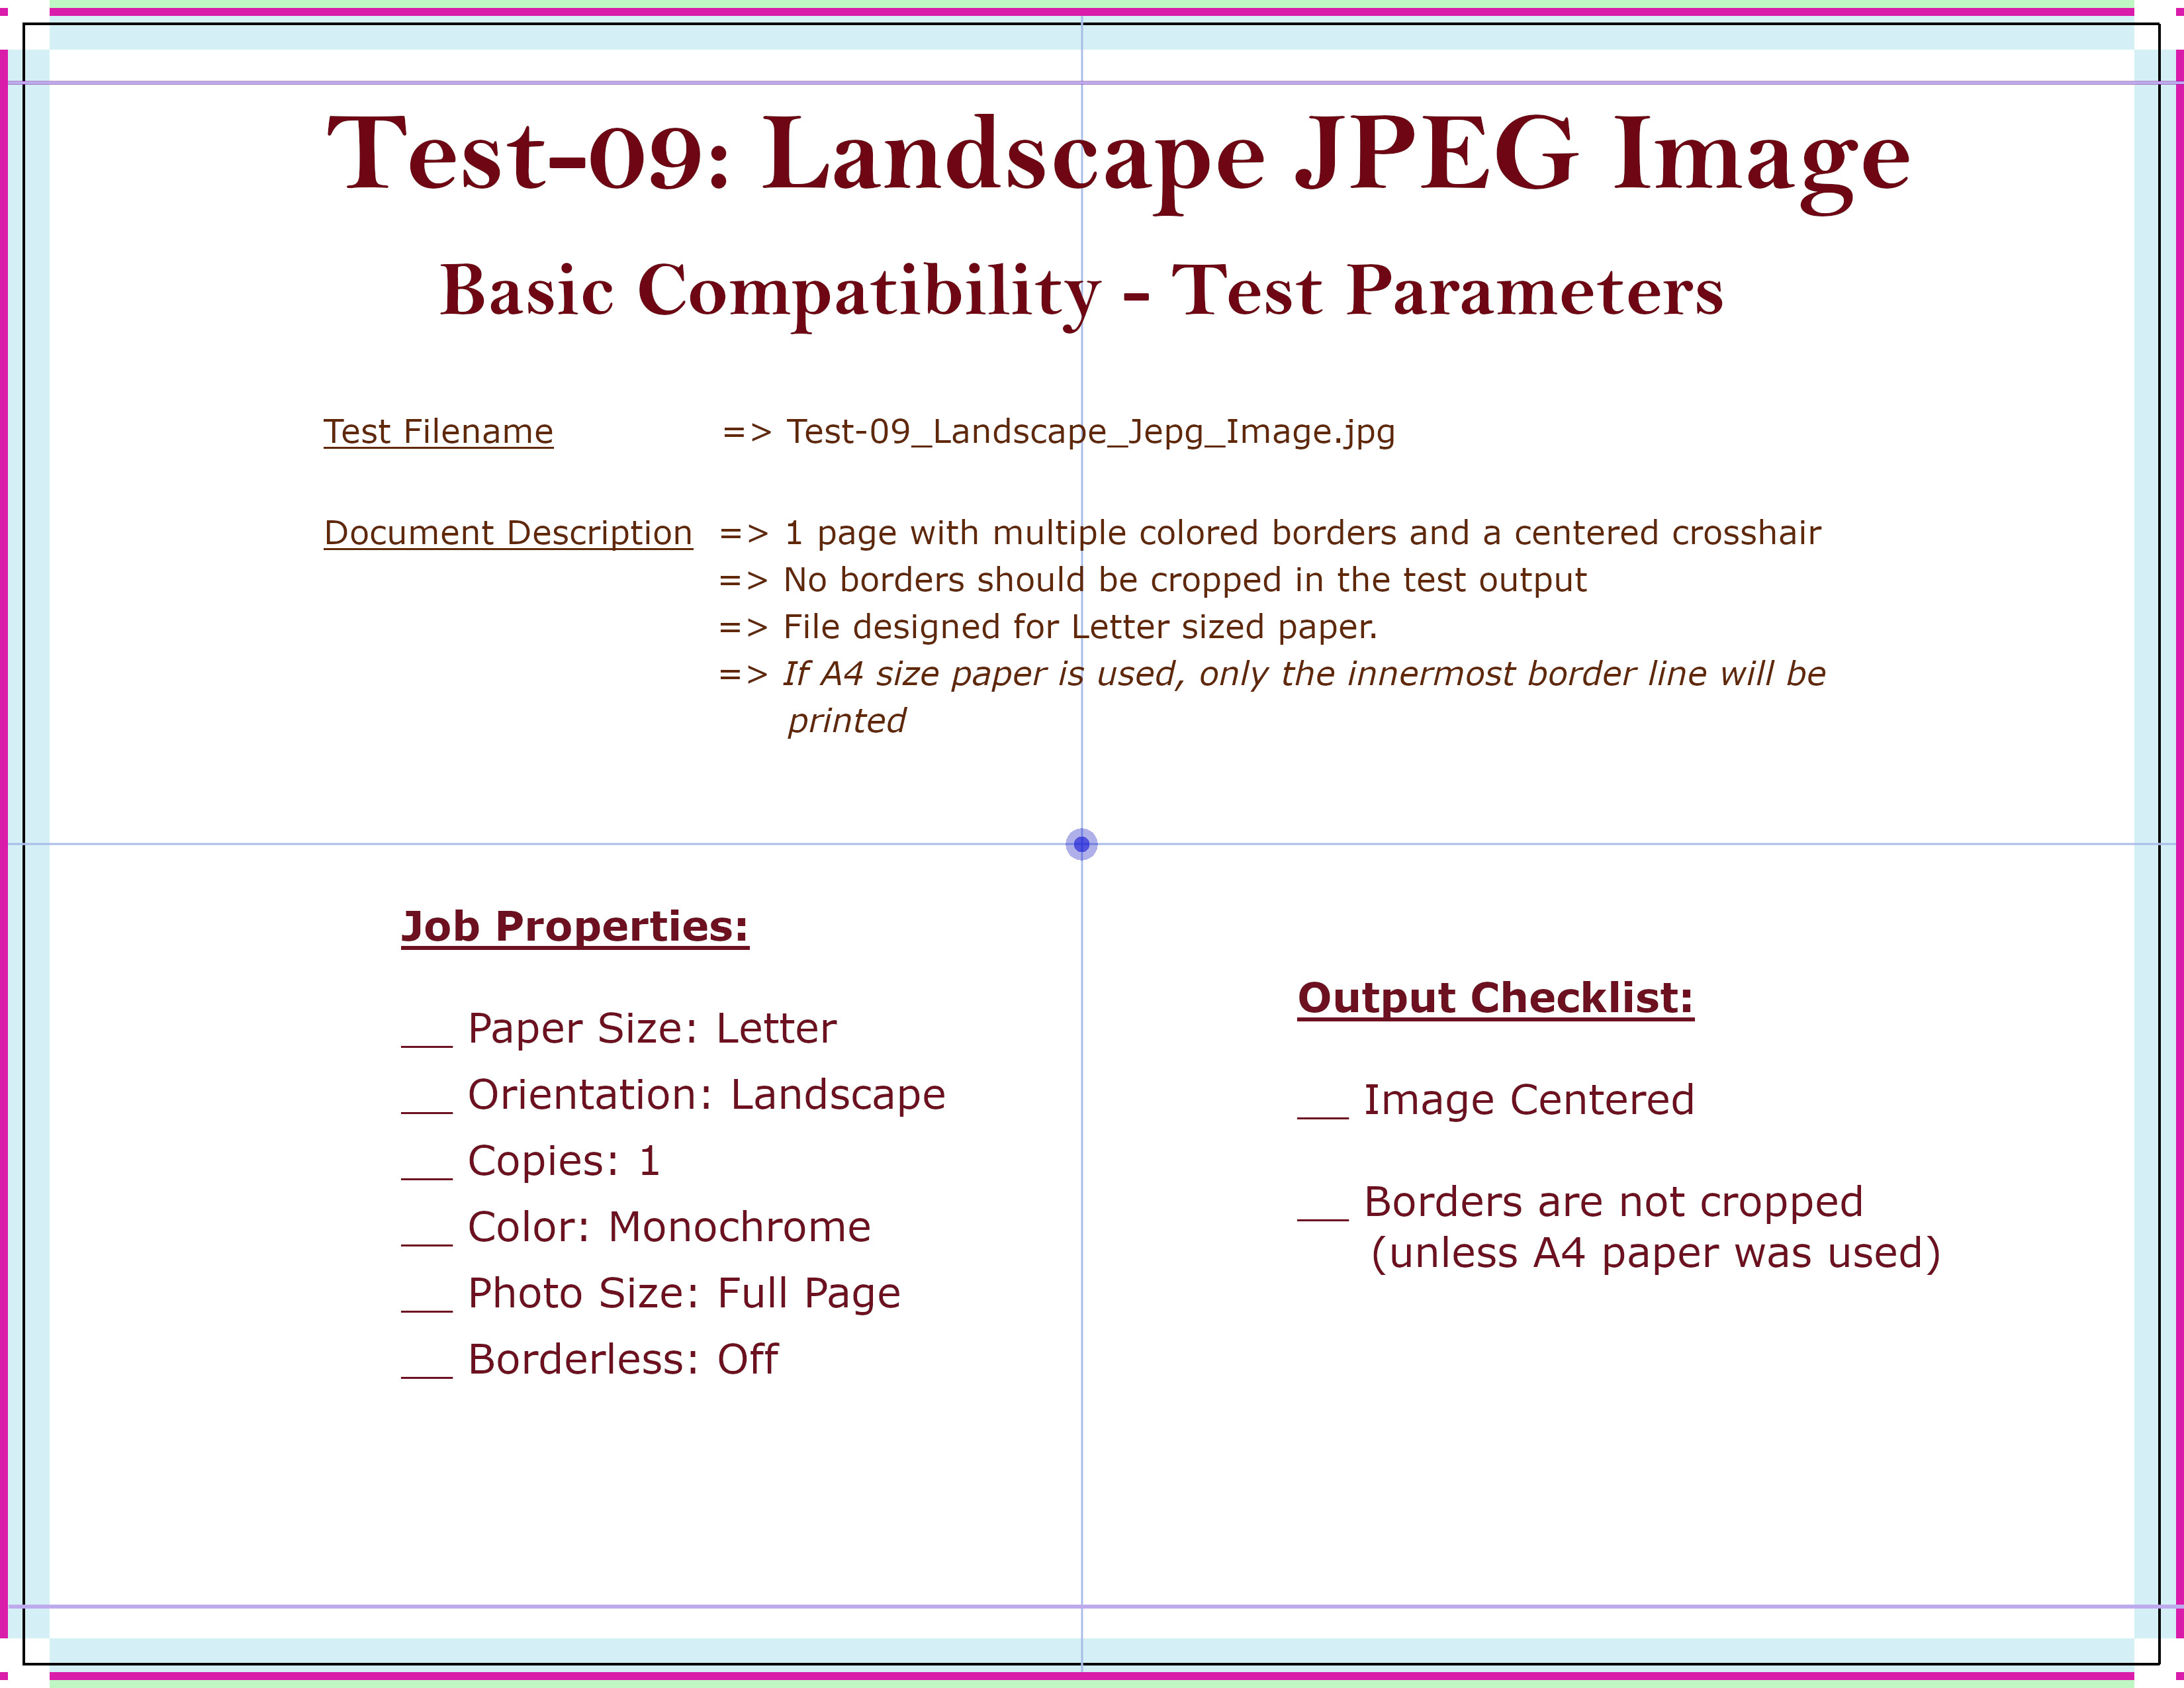 Test-09: Landscape JPEG Image
Basic Compatibility - Test Parameters
Test Filename => Test-09_Landscape_Jepg_Image.jpg
Document Description => 1 page with multiple colored borders and a centered crosshair
=> No borders should be cropped in the test output
=> File designed for Letter sized paper.
=> If A4 size paper is used, only the innermost border line will be
printed
Job Properties:
___ Paper Size: Letter
___ Orientation: Landscape
___ Copies: 1
___ Color: Monochrome
___ Photo Size: Full Page
___ Borderless: Off
Output Checklist:
___ Image Centered
___ Borders are not cropped
(unless A4 paper was used)